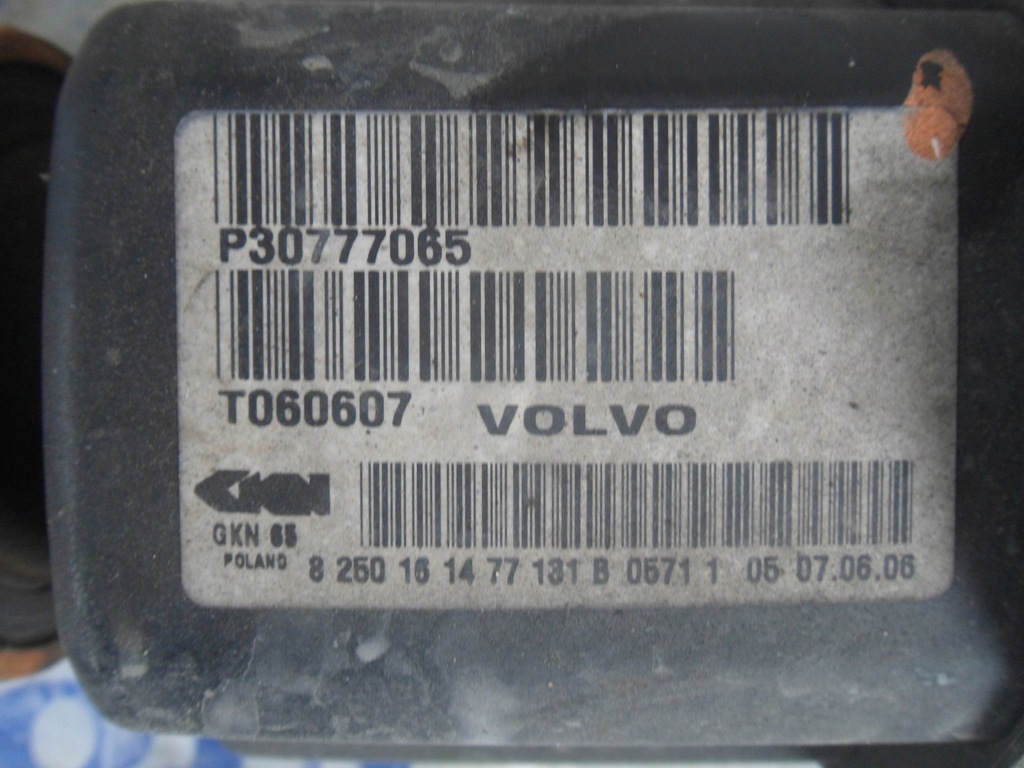 P30777065
T060607 VOLVO
GKN
GKN 65
POLAND
8 250 16 14 77 131 B 0571 1 05 07.06.06